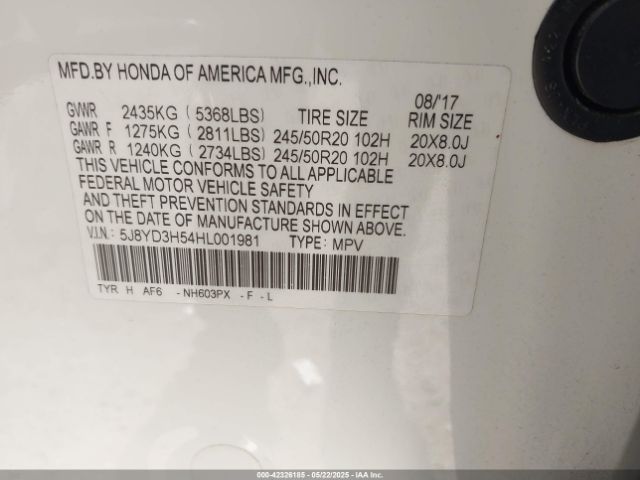 MFD.BY HONDA OF AMERICA MFG.,INC.
08/'17
GVWR 2435KG ( 5368LBS) TIRE SIZE RIM SIZE
GAWR F 1275KG ( 2811LBS) 245/50R20 102H 20X8.0J
GAWR R 1240KG ( 2734LBS) 245/50R20 102H 20X8.0J
THIS VEHICLE CONFORMS TO ALL APPLICABLE
FEDERAL MOTOR VEHICLE SAFETY
AND THEFT PREVENTION STANDARDS IN EFFECT
ON THE DATE OF MANUFACTURE SHOWN ABOVE.
V.I.N.: 5J8YD3H54HL001981 TYPE: MPV
TYR H AF6 -NH603PX -F-L
000-42326185 - 05/22/2025 - IAA Corp.